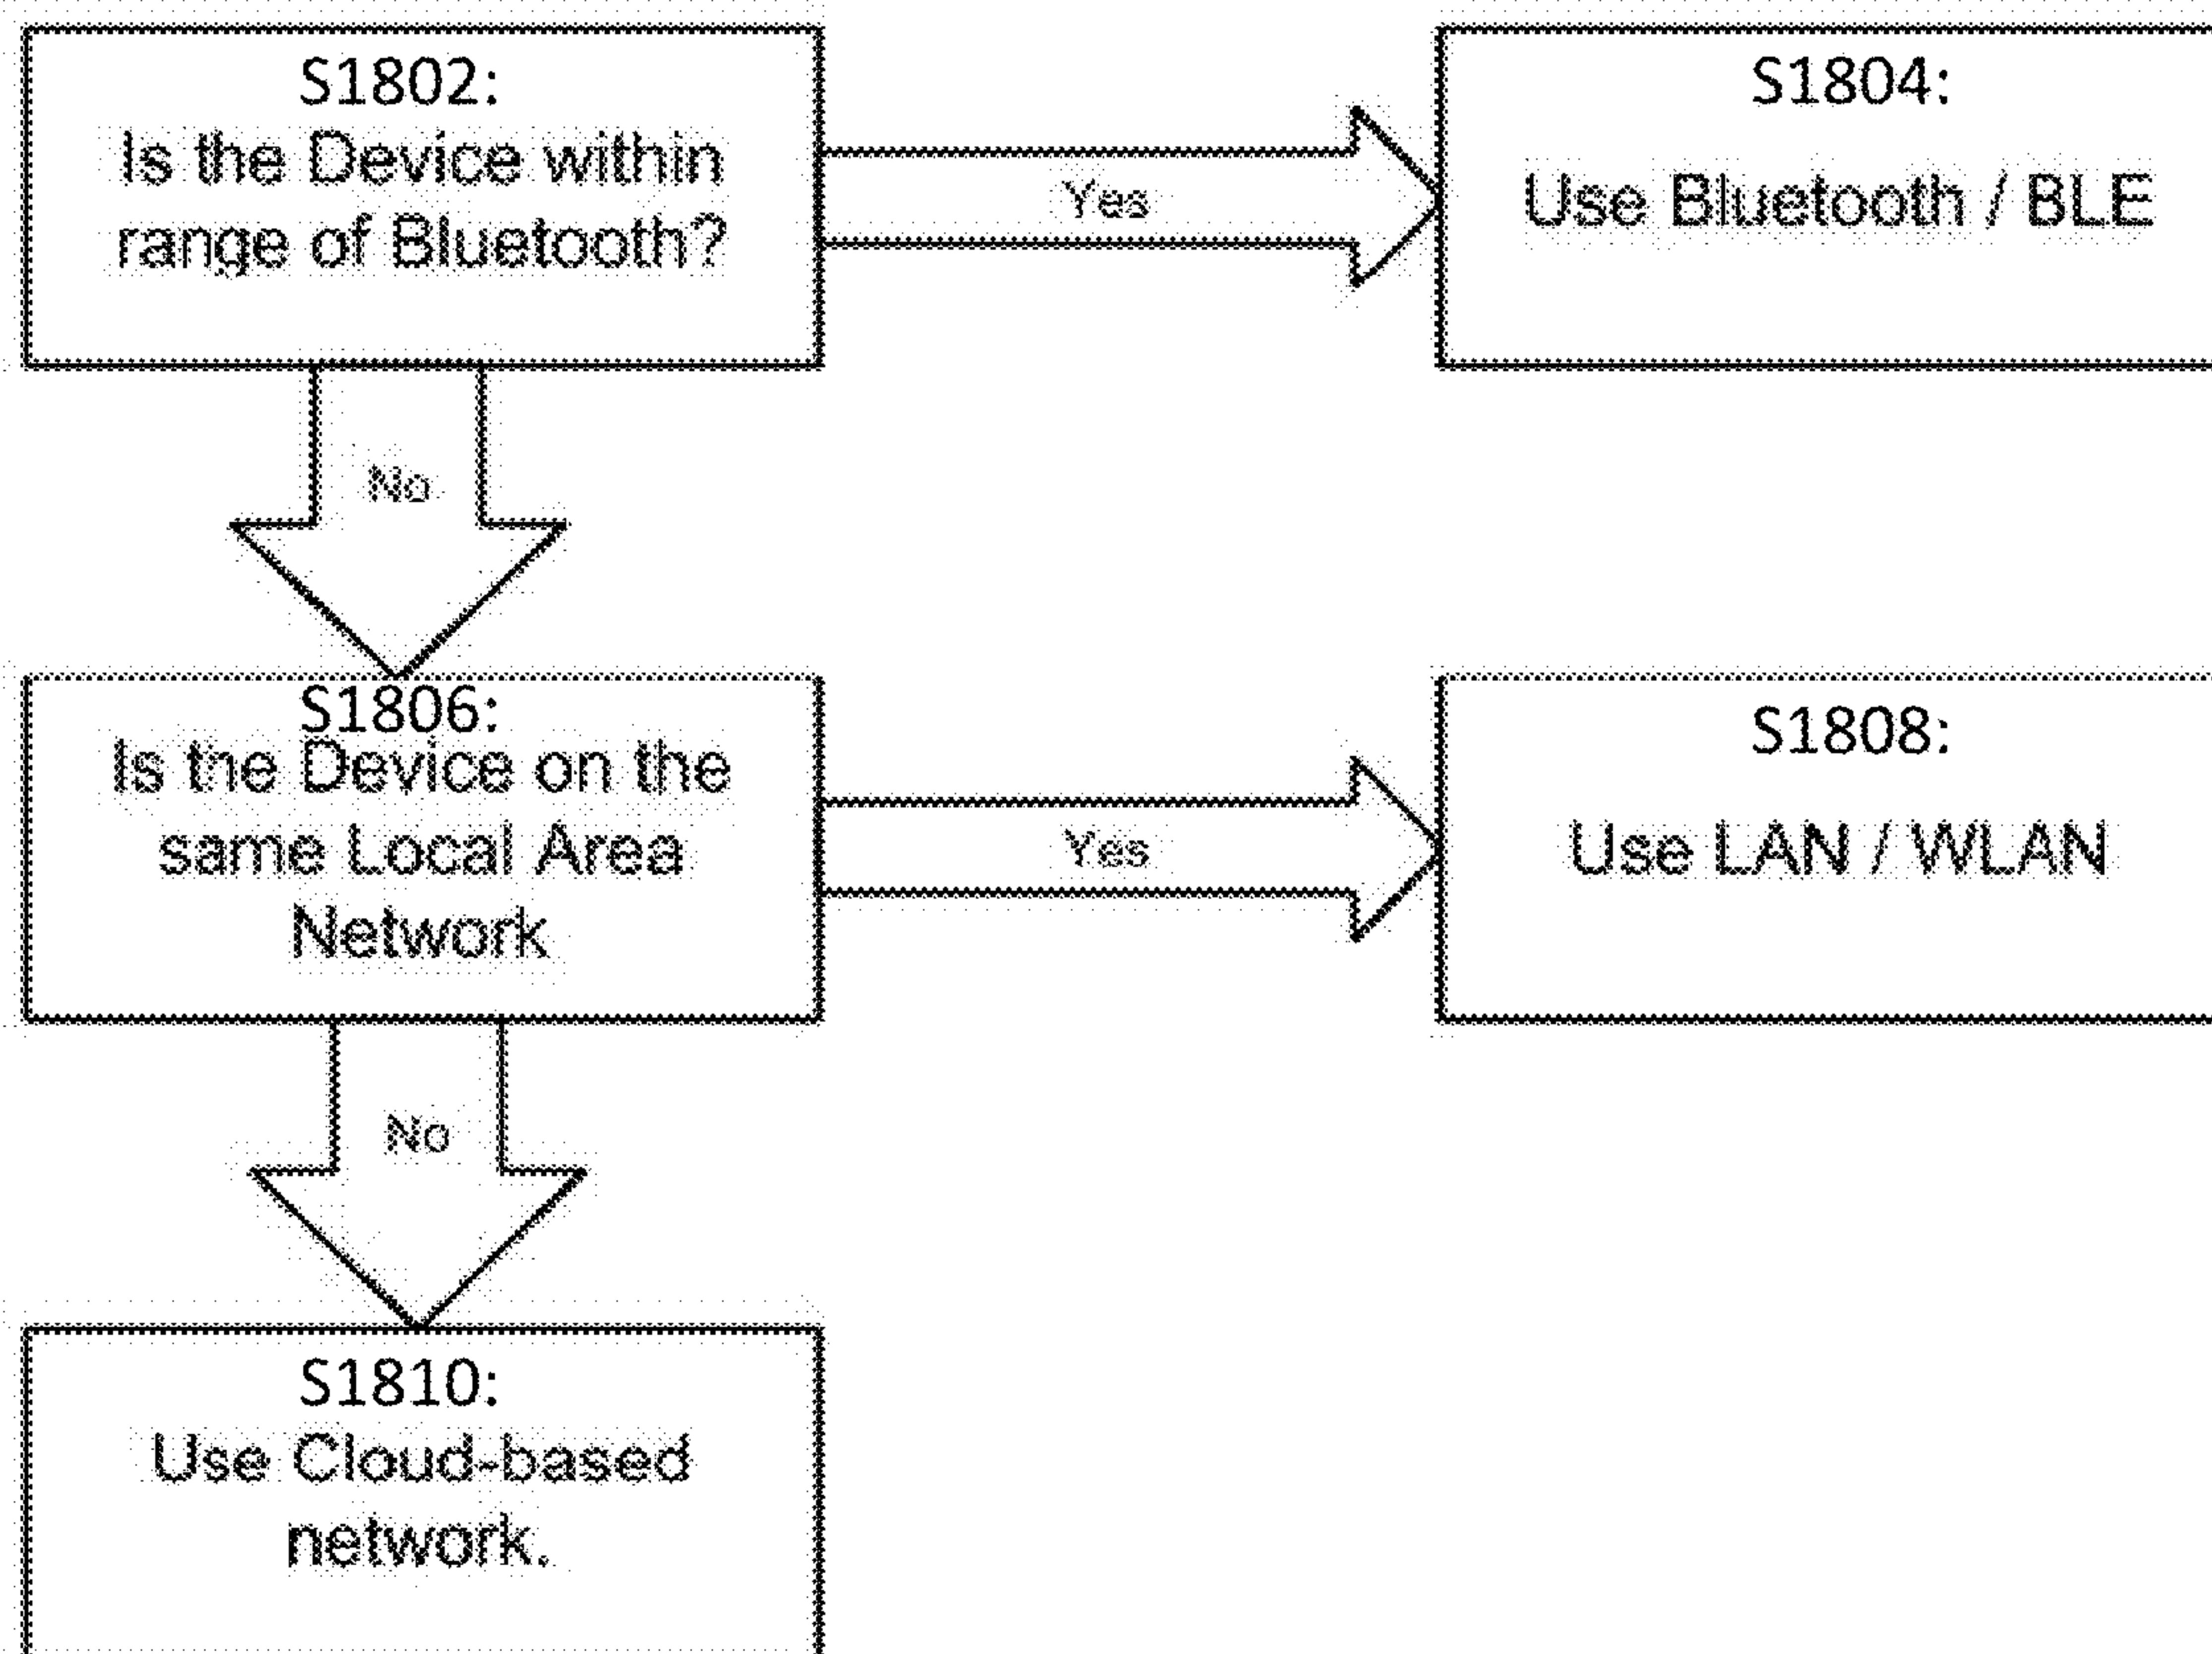 S1802:
Is the Device within
range of Bluetooth?
Yes
S1804:
Use Bluetooth / BLE
No
S1806:
Is the Device on the
same Local Area
Network
Yes
S1808:
Use LAN / WLAN
No
S1810:
Use Cloud-based
network.